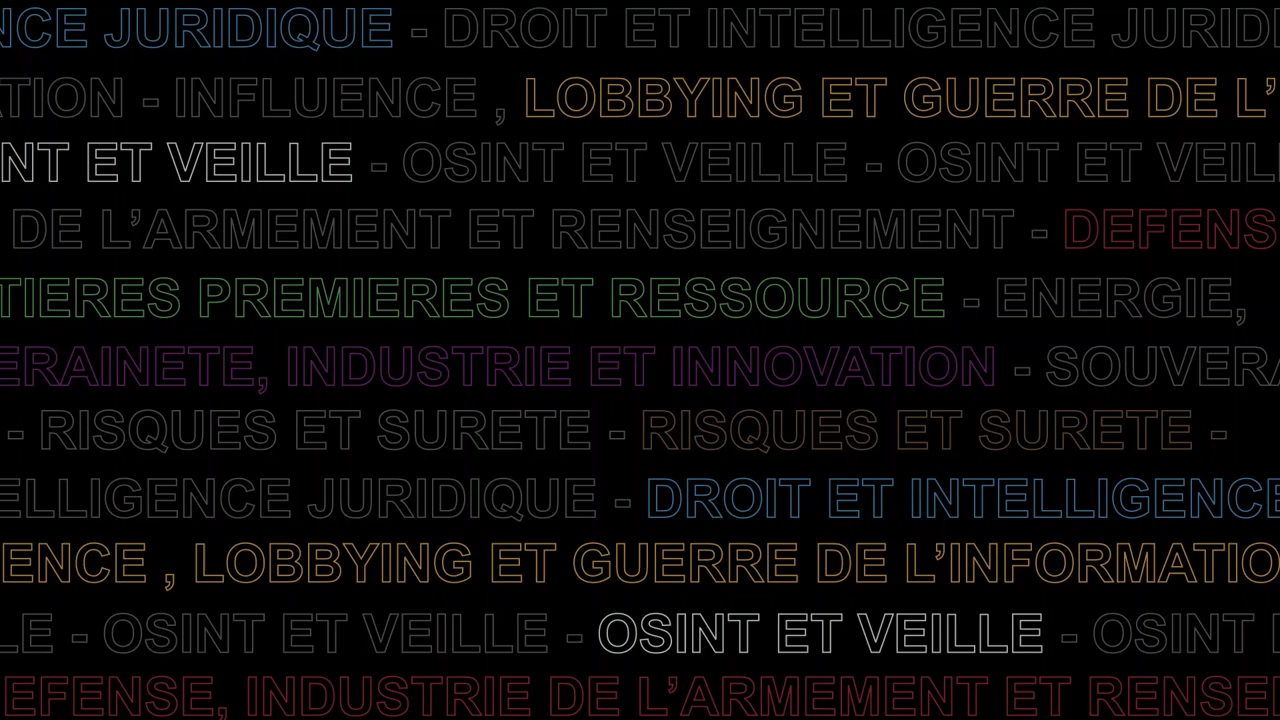 NCE JURIDIQUE - DROIT ET INTELLIGENCE JURIDI
ATION - INFLUENCE , LOBBYING ET GUERRE DE L’
NT ET VEILLE - OSINT ET VEILLE - OSINT ET VEIL
DE L’ARMEMENT ET RENSEIGNEMENT - DEFENS
TIERES PREMIERES ET RESSOURCE - ENERGIE,
ERAINETE, INDUSTRIE ET INNOVATION - SOUVERA
- RISQUES ET SURETE - RISQUES ET SURETE -
ELLIGENCE JURIDIQUE - DROIT ET INTELLIGENCE
ENCE , LOBBYING ET GUERRE DE L’INFORMATIO
LE - OSINT ET VEILLE - OSINT ET VEILLE - OSINT E
EFENSE, INDUSTRIE DE L’ARMEMENT ET RENSEI